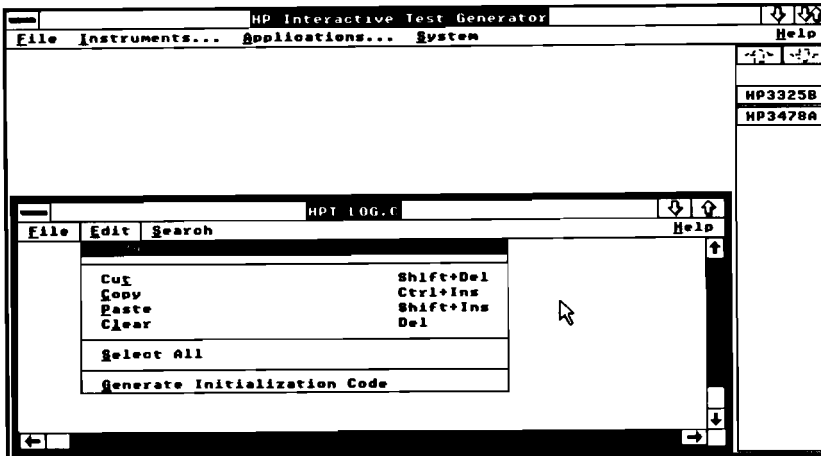 HP Interactive Test Generator
File Instruments... Applications... System Help
HP3325B
HP3478A
HPT LOG.C
File Edit Search Help
Cut Shift+Del
Copy Ctrl+Ins
Paste Shift+Ins
Clear Del
Select All
Generate Initialization Code